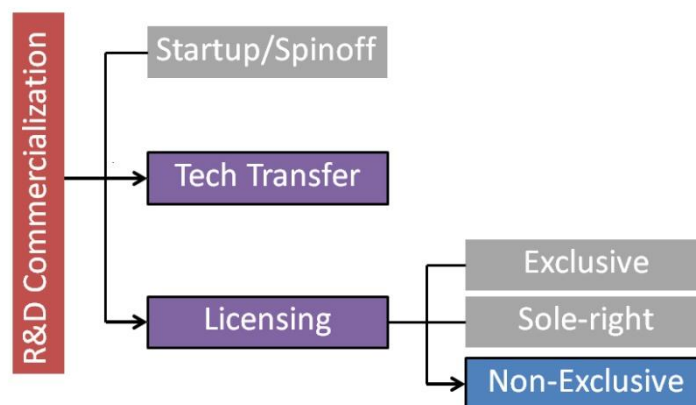 R&D Commercialization
Startup/Spinoff
Tech Transfer
Licensing
Exclusive
Sole-right
Non-Exclusive